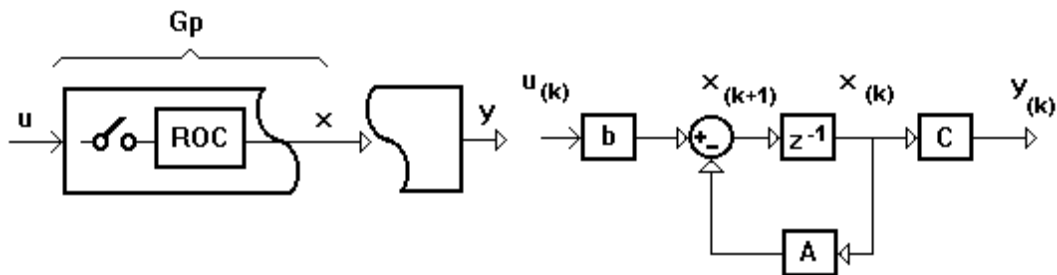 Gp
u
ROC
x
y
u(k)
b
+-
x(k+1)
z-1
x(k)
A
C
y(k)